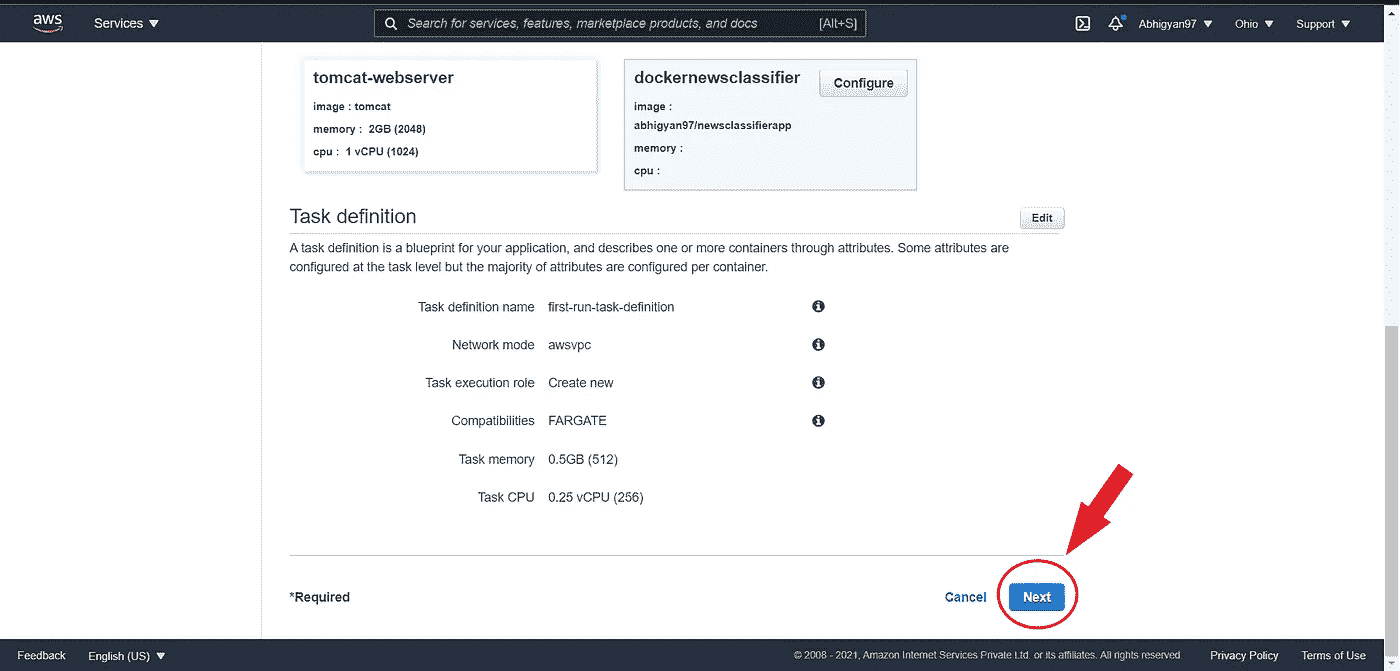 aws Services Search for services, features, marketplace products, and docs [Alt+S] Abhigyan97 Ohio Support
tomcat-webserver
image : tomcat
memory : 2GB (2048)
cpu : 1 vCPU (1024)
dockernewsclassifier Configure
image :
abhigyan97/newsclassifierapp
memory :
cpu :
Task definition Edit
A task definition is a blueprint for your application, and describes one or more containers through attributes. Some attributes are
configured at the task level but the majority of attributes are configured per container.
Task definition name first-run-task-definition
Network mode awsvpc
Task execution role Create new
Compatibilities FARGATE
Task memory 0.5GB (512)
Task CPU 0.25 vCPU (256)
*Required Cancel Next
Feedback English (US) © 2008 - 2021, Amazon Internet Services Private Ltd. or its affiliates. All rights reserved. Privacy Policy Terms of Use